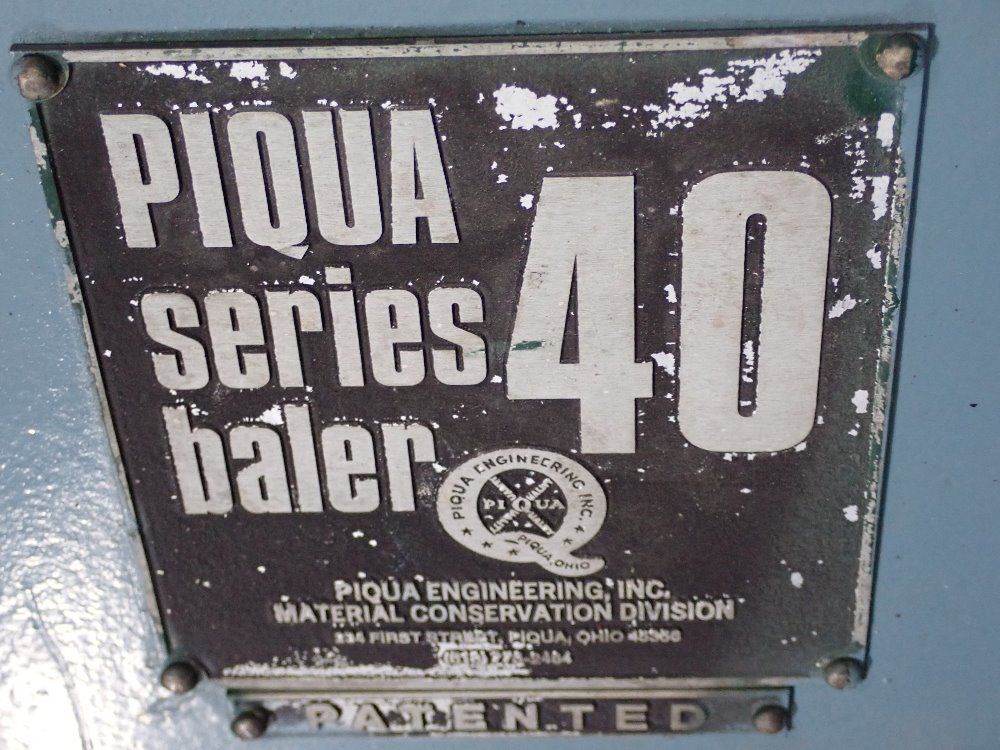 PIQUA
series
baler
40
PIQUA ENGINEERING INC.
PIQUA
PIQUA, OHIO
PIQUA ENGINEERING, INC.
MATERIAL CONSERVATION DIVISION
FIRST STREET, PIQUA, OHIO
PATENTED